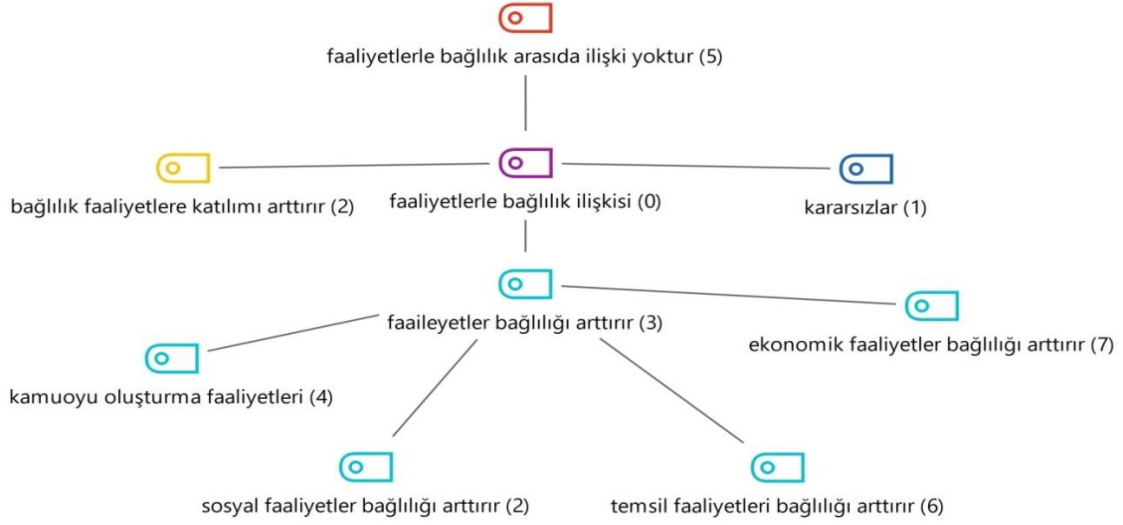 faaliyetlerle bağlılık arasıda ilişki yoktur (5)
bağlılık faaliyetlere katılımı arttırır (2)
faaliyetlerle bağlılık ilişkisi (0)
kararsızlar (1)
faaileyetler bağlılığı arttırır (3)
ekonomik faaliyetler bağlılığı arttırır (7)
kamuoyu oluşturma faaliyetleri (4)
sosyal faaliyetler bağlılığı arttırır (2)
temsil faaliyetleri bağlılığı arttırır (6)